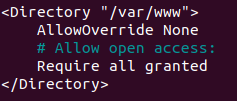 <Directory "/var/www">
    AllowOverride None
    # Allow open access:
    Require all granted
</Directory>